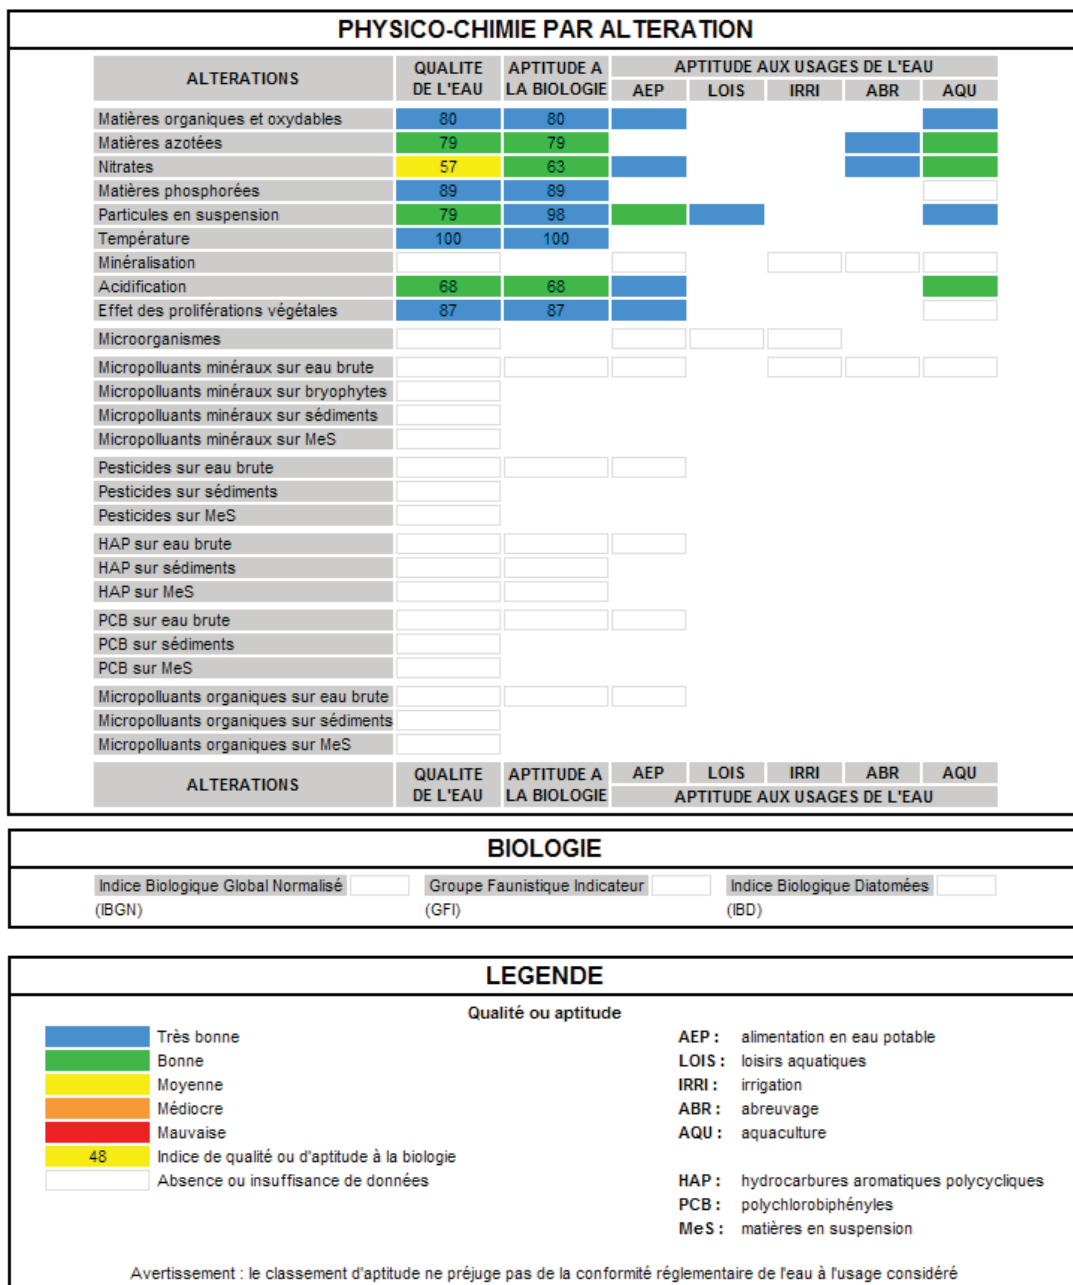 PHYSICO-CHIMIE PAR ALTERATION
ALTERATIONS QUALITE DE L'EAU APTITUDE A LA BIOLOGIE APTITUDE AUX USAGES DE L'EAU
AEP LOIS IRRI ABR AQU
Matières organiques et oxydables 80 80
Matières azotées 79 79
Nitrates 57 63
Matières phosphorées 89 89
Particules en suspension 79 98
Température 100 100
Minéralisation
Acidification 68 68
Effet des proliférations végétales 87 87
Microorganismes
Micropolluants minéraux sur eau brute
Micropolluants minéraux sur bryophytes
Micropolluants minéraux sur sédiments
Micropolluants minéraux sur MeS
Pesticides sur eau brute
Pesticides sur sédiments
Pesticides sur MeS
HAP sur eau brute
HAP sur sédiments
HAP sur MeS
PCB sur eau brute
PCB sur sédiments
PCB sur MeS
Micropolluants organiques sur eau brute
Micropolluants organiques sur sédiments
Micropolluants organiques sur MeS
ALTERATIONS QUALITE DE L'EAU APTITUDE A LA BIOLOGIE AEP LOIS IRRI ABR AQU
APTITUDE AUX USAGES DE L'EAU
BIOLOGIE
Indice Biologique Global Normalisé Groupe Faunistique Indicateur Indice Biologique Diatomées
(IBGN) (GFI) (IBD)
LEGENDE
Qualité ou aptitude
Très bonne AEP : alimentation en eau potable
Bonne LOIS : loisirs aquatiques
Moyenne IRRI : irrigation
Médiocre ABR : abreuvage
Mauvaise AQU : aquaculture
48 Indice de qualité ou d'aptitude à la biologie
Absence ou insuffisance de données HAP : hydrocarbures aromatiques polycycliques
PCB : polychlorobiphényles
MeS : matières en suspension
Avertissement : le classement d'aptitude ne préjuge pas de la conformité réglementaire de l'eau à l'usage considéré